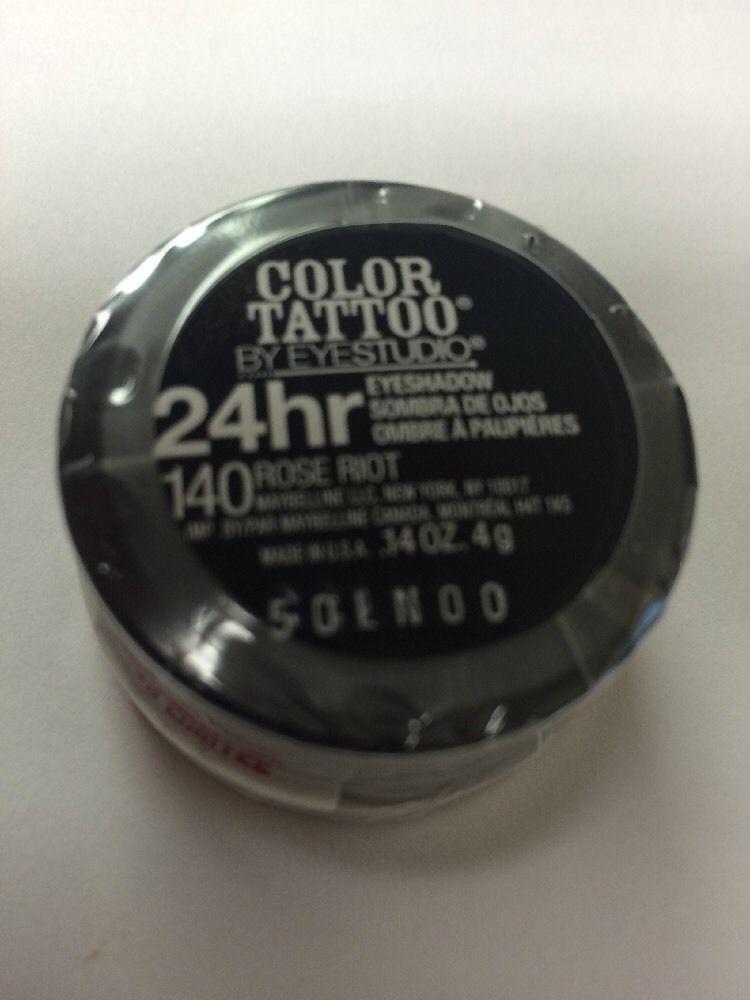 COLOR
TATTOO®
BY EYESTUDIO®
24hr
EYESHADOW
SOMBRA DE OJOS
OMBRE À PAUPIÈRES
140 ROSE RIOT
MAYBELLINE LLC, NEW YORK, NY 10017
IMP. BY/PAR MAYBELLINE CANADA, MONTRÉAL H4T 1K5
MADE IN U.S.A. .14 OZ. 4 g